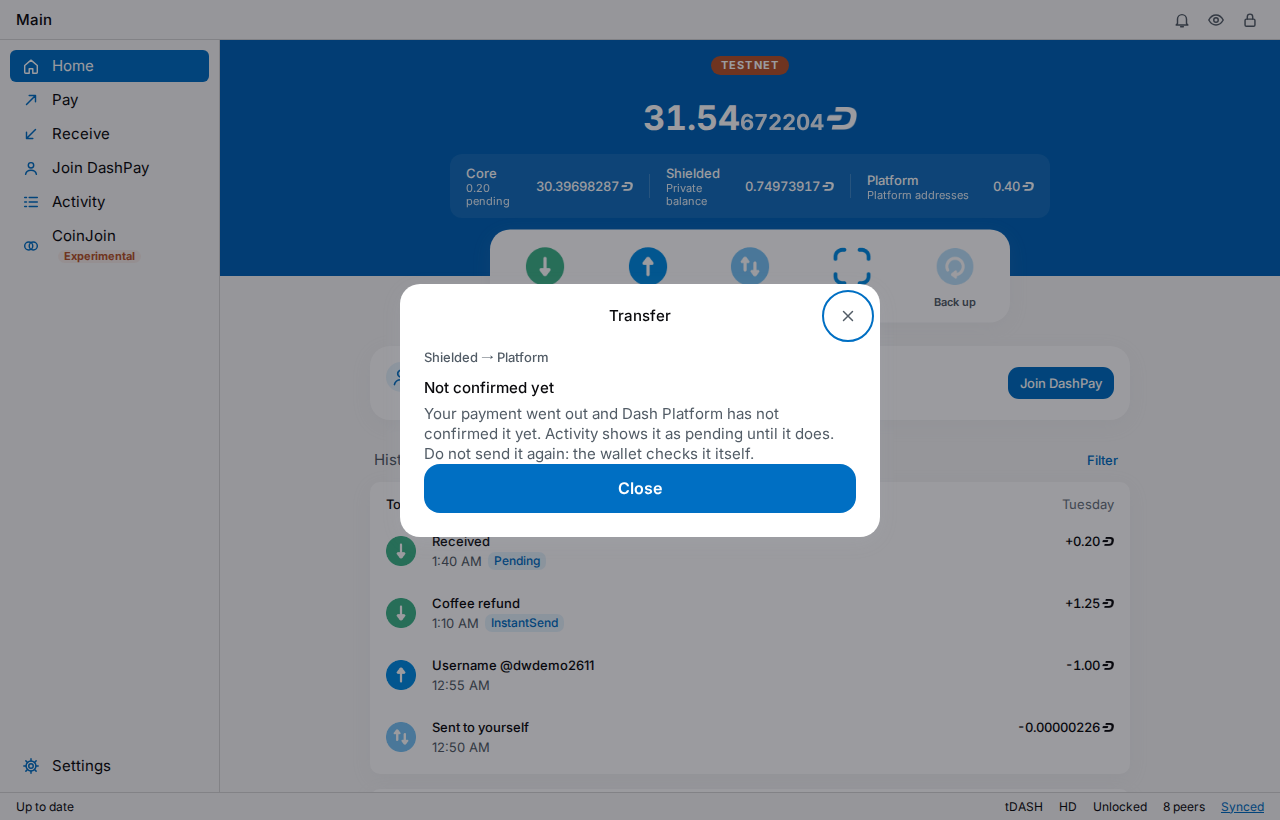 Main
Home
Pay
Receive
Join DashPay
Activity
CoinJoin
Experimental
Settings
TESTNET
31.54672204
Core
0.20 pending
30.39698287
Shielded
Private balance
0.74973917
Platform
Platform addresses
0.40
Back up
Transfer
Shielded → Platform
Not confirmed yet
Your payment went out and Dash Platform has not
confirmed it yet. Activity shows it as pending until it does.
Do not send it again: the wallet checks it itself.
Close
Join DashPay
Filter
Tuesday
Received
1:40 AM Pending
+0.20
Coffee refund
1:10 AM InstantSend
+1.25
Username @dwdemo2611
12:55 AM
-1.00
Sent to yourself
12:50 AM
-0.00000226
Up to date
tDASH HD Unlocked 8 peers Synced